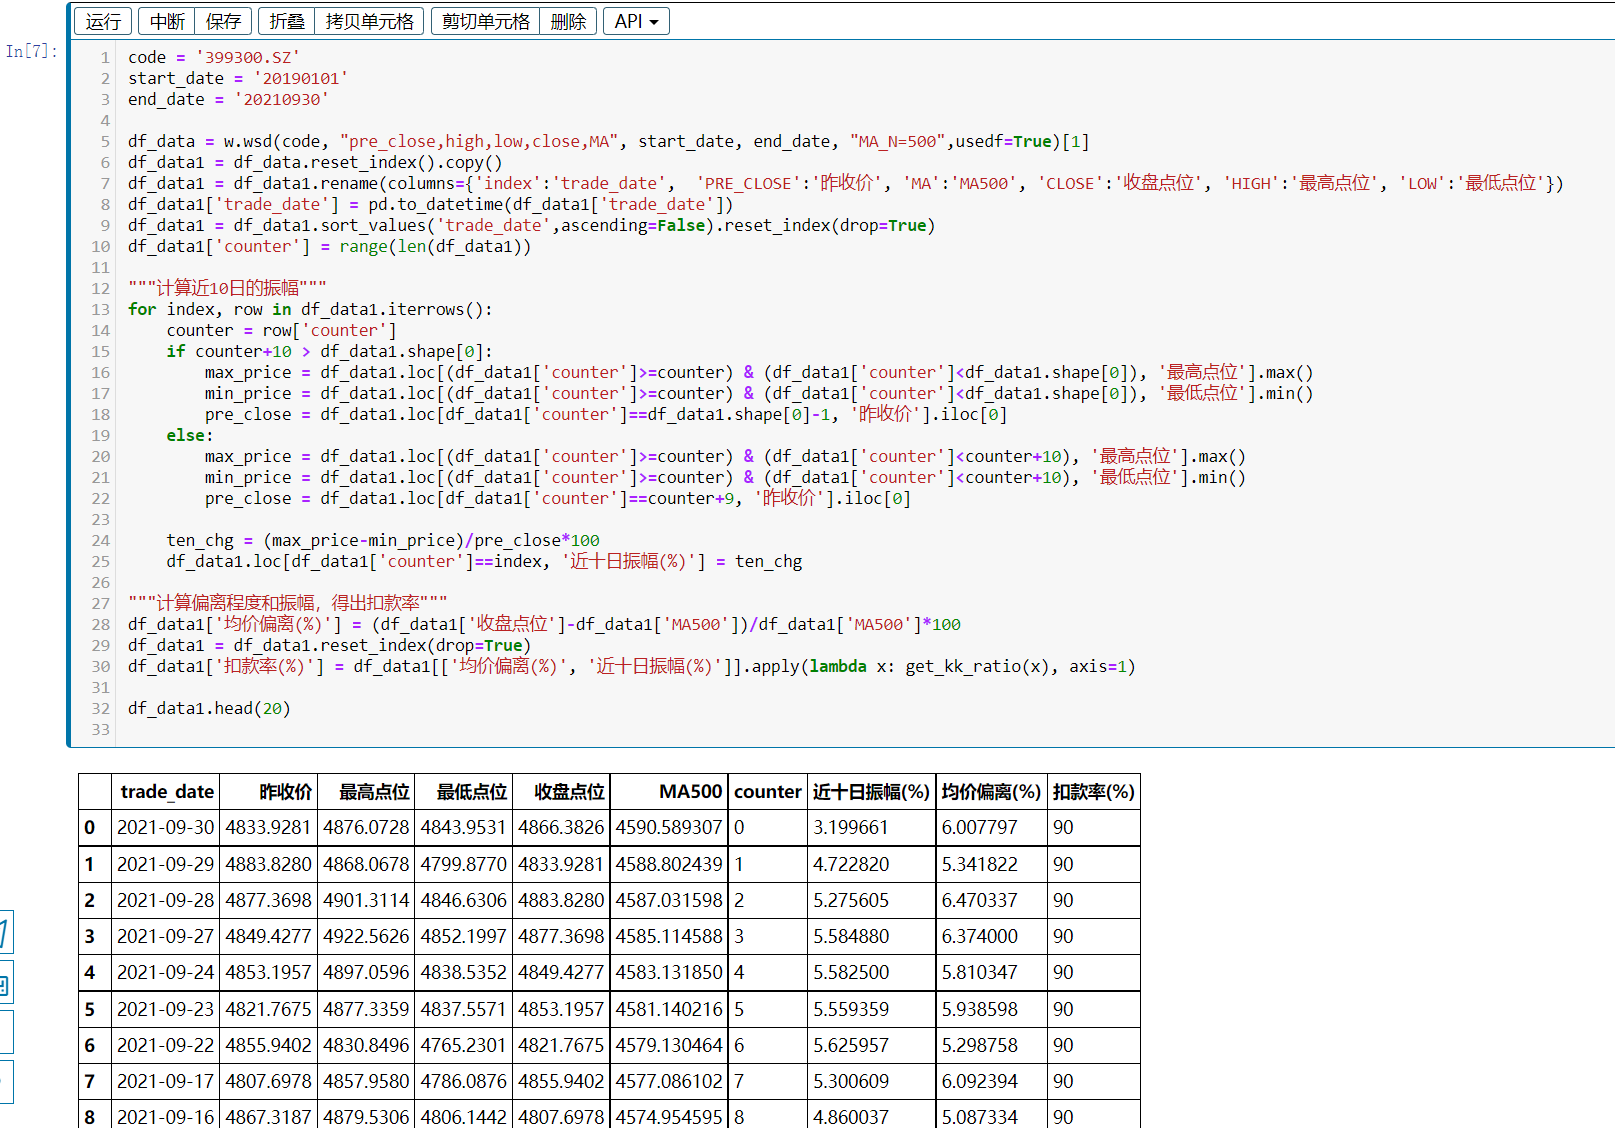 运行 中断 保存 折叠 拷贝单元格 剪切单元格 删除 API
In[7]:
1 code = '399300.SZ'
2 start_date = '20190101'
3 end_date = '20210930'
4
5 df_data = w.wsd(code, "pre_close,high,low,close,MA", start_date, end_date, "MA_N=500",usedf=True)[1]
6 df_data1 = df_data.reset_index().copy()
7 df_data1 = df_data1.rename(columns={'index':'trade_date',  'PRE_CLOSE':'昨收价', 'MA':'MA500', 'CLOSE':'收盘点位', 'HIGH':'最高点位', 'LOW':'最低点位'})
8 df_data1['trade_date'] = pd.to_datetime(df_data1['trade_date'])
9 df_data1 = df_data1.sort_values('trade_date',ascending=False).reset_index(drop=True)
10 df_data1['counter'] = range(len(df_data1))
11
12 """计算近10日的振幅"""
13 for index, row in df_data1.iterrows():
14     counter = row['counter']
15     if counter+10 > df_data1.shape[0]:
16         max_price = df_data1.loc[(df_data1['counter']>=counter) & (df_data1['counter']<df_data1.shape[0]), '最高点位'].max()
17         min_price = df_data1.loc[(df_data1['counter']>=counter) & (df_data1['counter']<df_data1.shape[0]), '最低点位'].min()
18         pre_close = df_data1.loc[df_data1['counter']==df_data1.shape[0]-1, '昨收价'].iloc[0]
19     else:
20         max_price = df_data1.loc[(df_data1['counter']>=counter) & (df_data1['counter']<counter+10), '最高点位'].max()
21         min_price = df_data1.loc[(df_data1['counter']>=counter) & (df_data1['counter']<counter+10), '最低点位'].min()
22         pre_close = df_data1.loc[df_data1['counter']==counter+9, '昨收价'].iloc[0]
23
24     ten_chg = (max_price-min_price)/pre_close*100
25     df_data1.loc[df_data1['counter']==index, '近十日振幅(%)'] = ten_chg
26
27 """计算偏离程度和振幅，得出扣款率"""
28 df_data1['均价偏离(%)'] = (df_data1['收盘点位']-df_data1['MA500'])/df_data1['MA500']*100
29 df_data1 = df_data1.reset_index(drop=True)
30 df_data1['扣款率(%)'] = df_data1[['均价偏离(%)', '近十日振幅(%)']].apply(lambda x: get_kk_ratio(x), axis=1)
31
32 df_data1.head(20)
33
trade_date 昨收价 最高点位 最低点位 收盘点位 MA500 counter 近十日振幅(%) 均价偏离(%) 扣款率(%)
0 2021-09-30 4833.9281 4876.0728 4843.9531 4866.3826 4590.589307 0 3.199661 6.007797 90
1 2021-09-29 4883.8280 4868.0678 4799.8770 4833.9281 4588.802439 1 4.722820 5.341822 90
2 2021-09-28 4877.3698 4901.3114 4846.6306 4883.8280 4587.031598 2 5.275605 6.470337 90
3 2021-09-27 4849.4277 4922.5626 4852.1997 4877.3698 4585.114588 3 5.584880 6.374000 90
4 2021-09-24 4853.1957 4897.0596 4838.5352 4849.4277 4583.131850 4 5.582500 5.810347 90
5 2021-09-23 4821.7675 4877.3359 4837.5571 4853.1957 4581.140216 5 5.559359 5.938598 90
6 2021-09-22 4855.9402 4830.8496 4765.2301 4821.7675 4579.130464 6 5.625957 5.298758 90
7 2021-09-17 4807.6978 4857.9580 4786.0876 4855.9402 4577.086102 7 5.300609 6.092394 90
8 2021-09-16 4867.3187 4879.5306 4806.1442 4807.6978 4574.954595 8 4.860037 5.087334 90